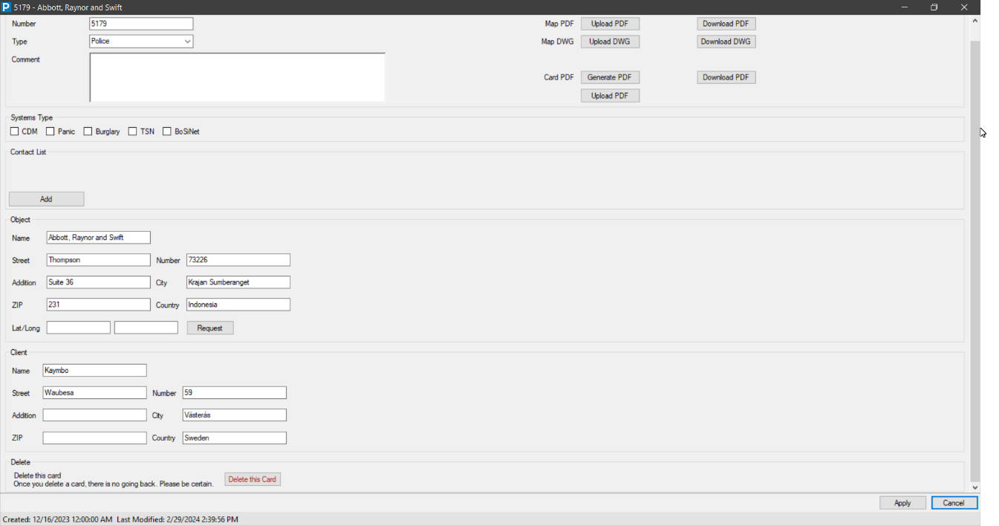 P 5179 - Abbott, Raynor and Swift
Number 5179 Map PDF Upload PDF Download PDF
Type Police Map DWG Upload DWG Download DWG
Comment
Card PDF Generate PDF Download PDF
Upload PDF
Systems Type
CDM Panic Burglary TSN BoSiNet
Contact List
Add
Object
Name Abbott, Raynor and Swift
Street Thompson Number 73226
Addition Suite 36 City Krajan Sumberanget
ZIP 231 Country Indonesia
Lat/Long Request
Client
Name Kaymbo
Street Waubesa Number 59
Addition City Västerås
ZIP Country Sweden
Delete
Delete this card
Once you delete a card, there is no going back. Please be certain. Delete this Card
Apply Cancel
Created: 12/16/2023 12:00:00 AM Last Modified: 2/29/2024 2:39:56 PM